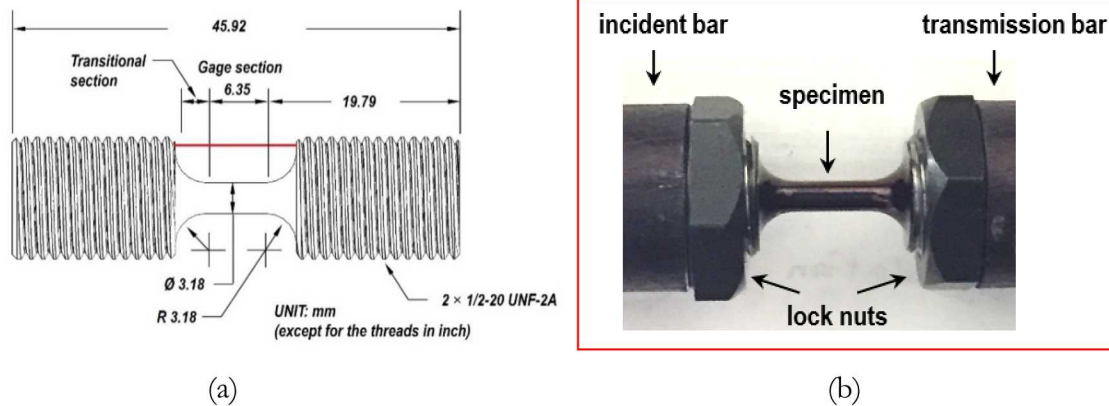 45.92
Transitional
section
Gage section
6.35
19.79
Ø 3.18
R 3.18
UNIT: mm
(except for the threads in inch)
2 × 1/2-20 UNF-2A
(a)
incident bar
transmission bar
specimen
lock nuts
(b)